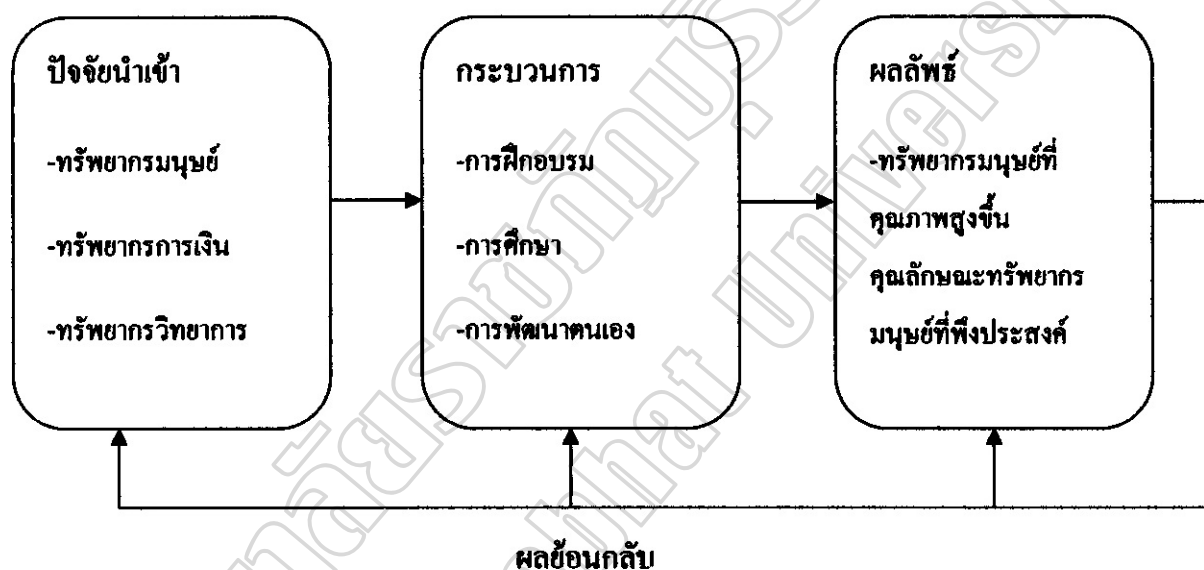 ปัจจัยนำเข้า
-ทรัพยากรมนุษย์
-ทรัพยากรการเงิน
-ทรัพยากรวิทยาการ
กระบวนการ
-การฝึกอบรม
-การศึกษา
-การพัฒนาตนเอง
ผลลัพธ์
-ทรัพยากรมนุษย์ที่
คุณภาพสูงขึ้น
คุณลักษณะทรัพยากร
มนุษย์ที่พึงประสงค์
ผลย้อนกลับ